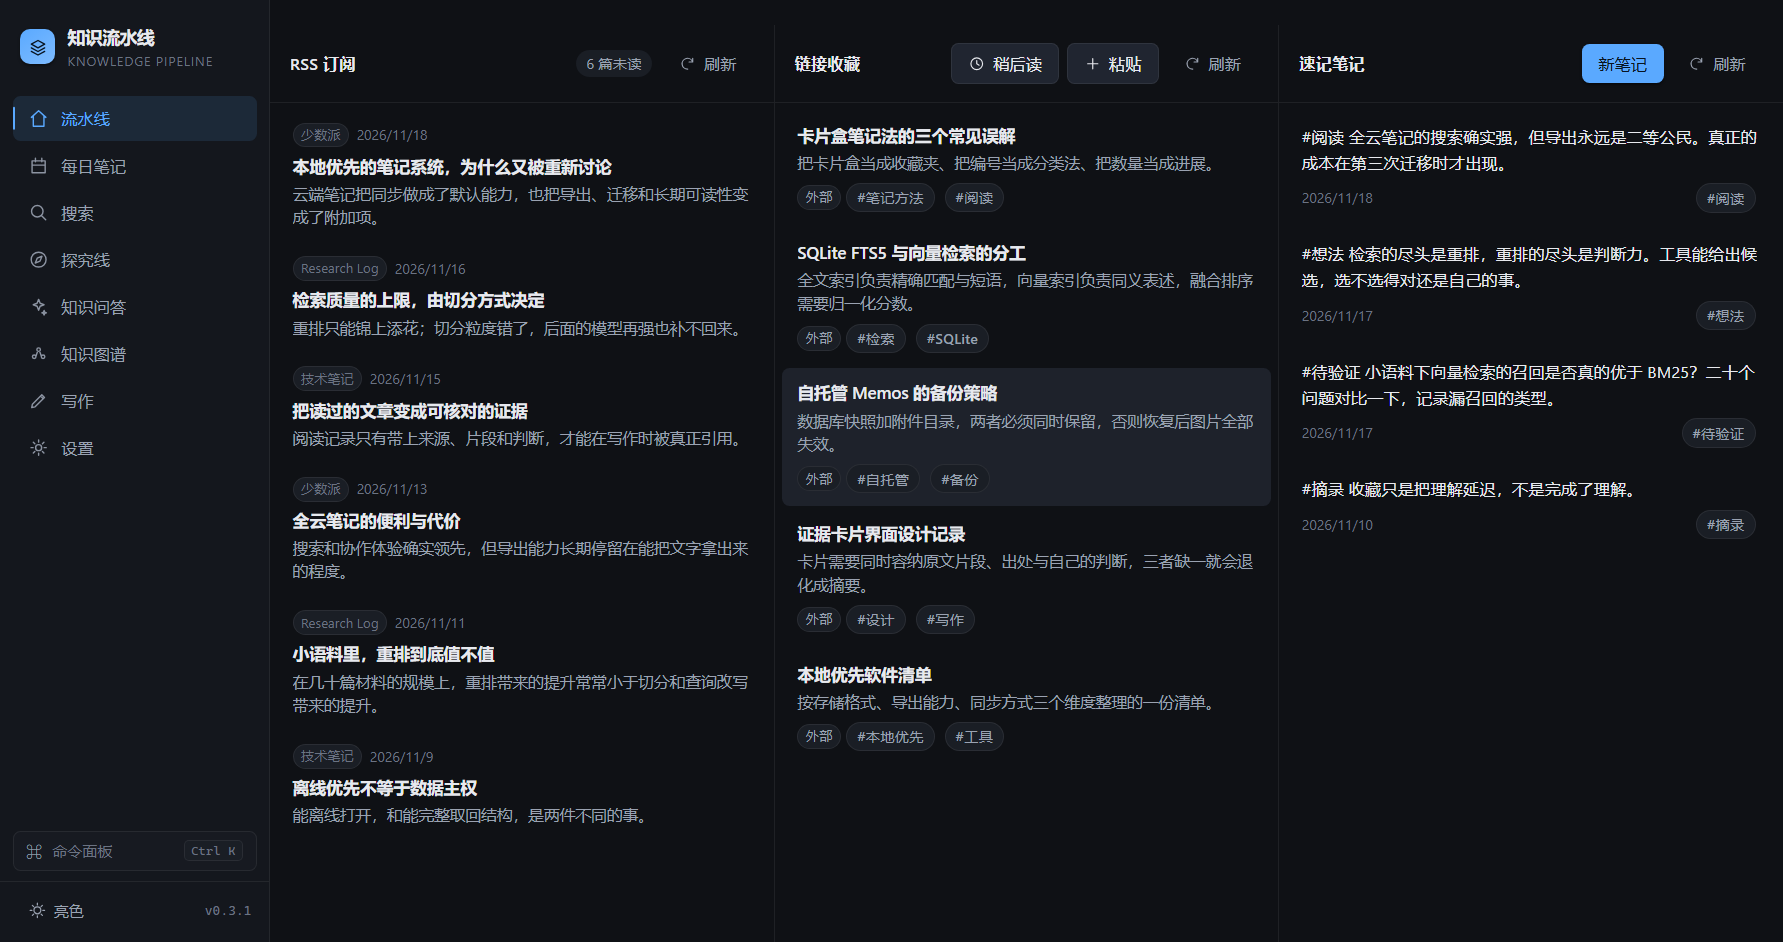 知识流水线
KNOWLEDGE PIPELINE
流水线
每日笔记
搜索
探究线
知识问答
知识图谱
写作
设置
命令面板 Ctrl K
亮色 v0.3.1
RSS 订阅 6 篇未读 刷新
少数派 2026/11/18
本地优先的笔记系统，为什么又被重新讨论
云端笔记把同步做成了默认能力，也把导出、迁移和长期可读性变
成了附加项。
Research Log 2026/11/16
检索质量的上限，由切分方式决定
重排只能锦上添花；切分粒度错了，后面的模型再强也补不回来。
技术笔记 2026/11/15
把读过的文章变成可核对的证据
阅读记录只有带上来源、片段和判断，才能在写作时被真正引用。
少数派 2026/11/13
全云笔记的便利与代价
搜索和协作体验确实领先，但导出能力长期停留在能把文字拿出来
的程度。
Research Log 2026/11/11
小语料里，重排到底值不值
在几十篇材料的规模上，重排带来的提升常常小于切分和查询改写
带来的提升。
技术笔记 2026/11/9
离线优先不等于数据主权
能离线打开，和能完整取回结构，是两件不同的事。
链接收藏 稍后读 粘贴 刷新
卡片盒笔记法的三个常见误解
把卡片盒当成收藏夹、把编号当成分类法、把数量当成进展。
外部 #笔记方法 #阅读
SQLite FTS5 与向量检索的分工
全文索引负责精确匹配与短语，向量索引负责同义表述，融合排序
需要归一化分数。
外部 #检索 #SQLite
自托管 Memos 的备份策略
数据库快照加附件目录，两者必须同时保留，否则恢复后图片全部
失效。
外部 #自托管 #备份
证据卡片界面设计记录
卡片需要同时容纳原文片段、出处与自己的判断，三者缺一就会退
化成摘要。
外部 #设计 #写作
本地优先软件清单
按存储格式、导出能力、同步方式三个维度整理的一份清单。
外部 #本地优先 #工具
速记笔记 新笔记 刷新
#阅读 全云笔记的搜索确实强，但导出永远是二等公民。真正的
成本在第三次迁移时才出现。
2026/11/18 #阅读
#想法 检索的尽头是重排，重排的尽头是判断力。工具能给出候
选，选不选得对还是自己的事。
2026/11/17 #想法
#待验证 小语料下向量检索的召回是否真的优于 BM25？二十个
问题对比一下，记录漏召回的类型。
2026/11/17 #待验证
#摘录 收藏只是把理解延迟，不是完成了理解。
2026/11/10 #摘录